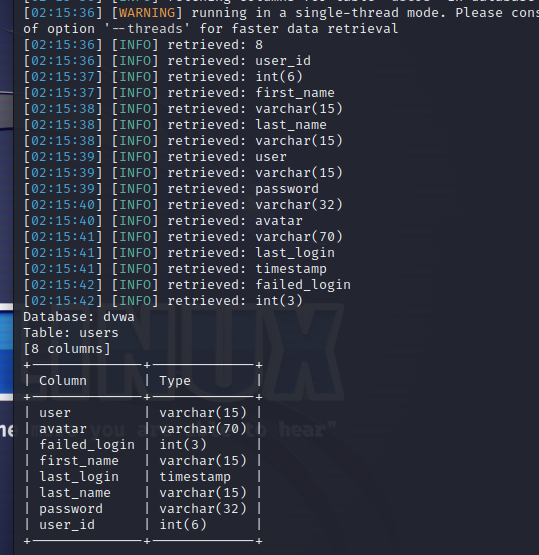 [02:15:36] [WARNING] running in a single-thread mode. Please cons
of option '--threads' for faster data retrieval
[02:15:36] [INFO] retrieved: 8
[02:15:36] [INFO] retrieved: user_id
[02:15:37] [INFO] retrieved: int(6)
[02:15:37] [INFO] retrieved: first_name
[02:15:38] [INFO] retrieved: varchar(15)
[02:15:38] [INFO] retrieved: last_name
[02:15:38] [INFO] retrieved: varchar(15)
[02:15:39] [INFO] retrieved: user
[02:15:39] [INFO] retrieved: varchar(15)
[02:15:39] [INFO] retrieved: password
[02:15:40] [INFO] retrieved: varchar(32)
[02:15:40] [INFO] retrieved: avatar
[02:15:41] [INFO] retrieved: varchar(70)
[02:15:41] [INFO] retrieved: last_login
[02:15:41] [INFO] retrieved: timestamp
[02:15:42] [INFO] retrieved: failed_login
[02:15:42] [INFO] retrieved: int(3)
Database: dvwa
Table: users
[8 columns]
+--------------+-------------+
| Column | Type |
+--------------+-------------+
| user | varchar(15) |
| avatar | varchar(70) |
| failed_login | int(3) |
| first_name | varchar(15) |
| last_login | timestamp |
| last_name | varchar(15) |
| password | varchar(32) |
| user_id | int(6) |
+--------------+-------------+